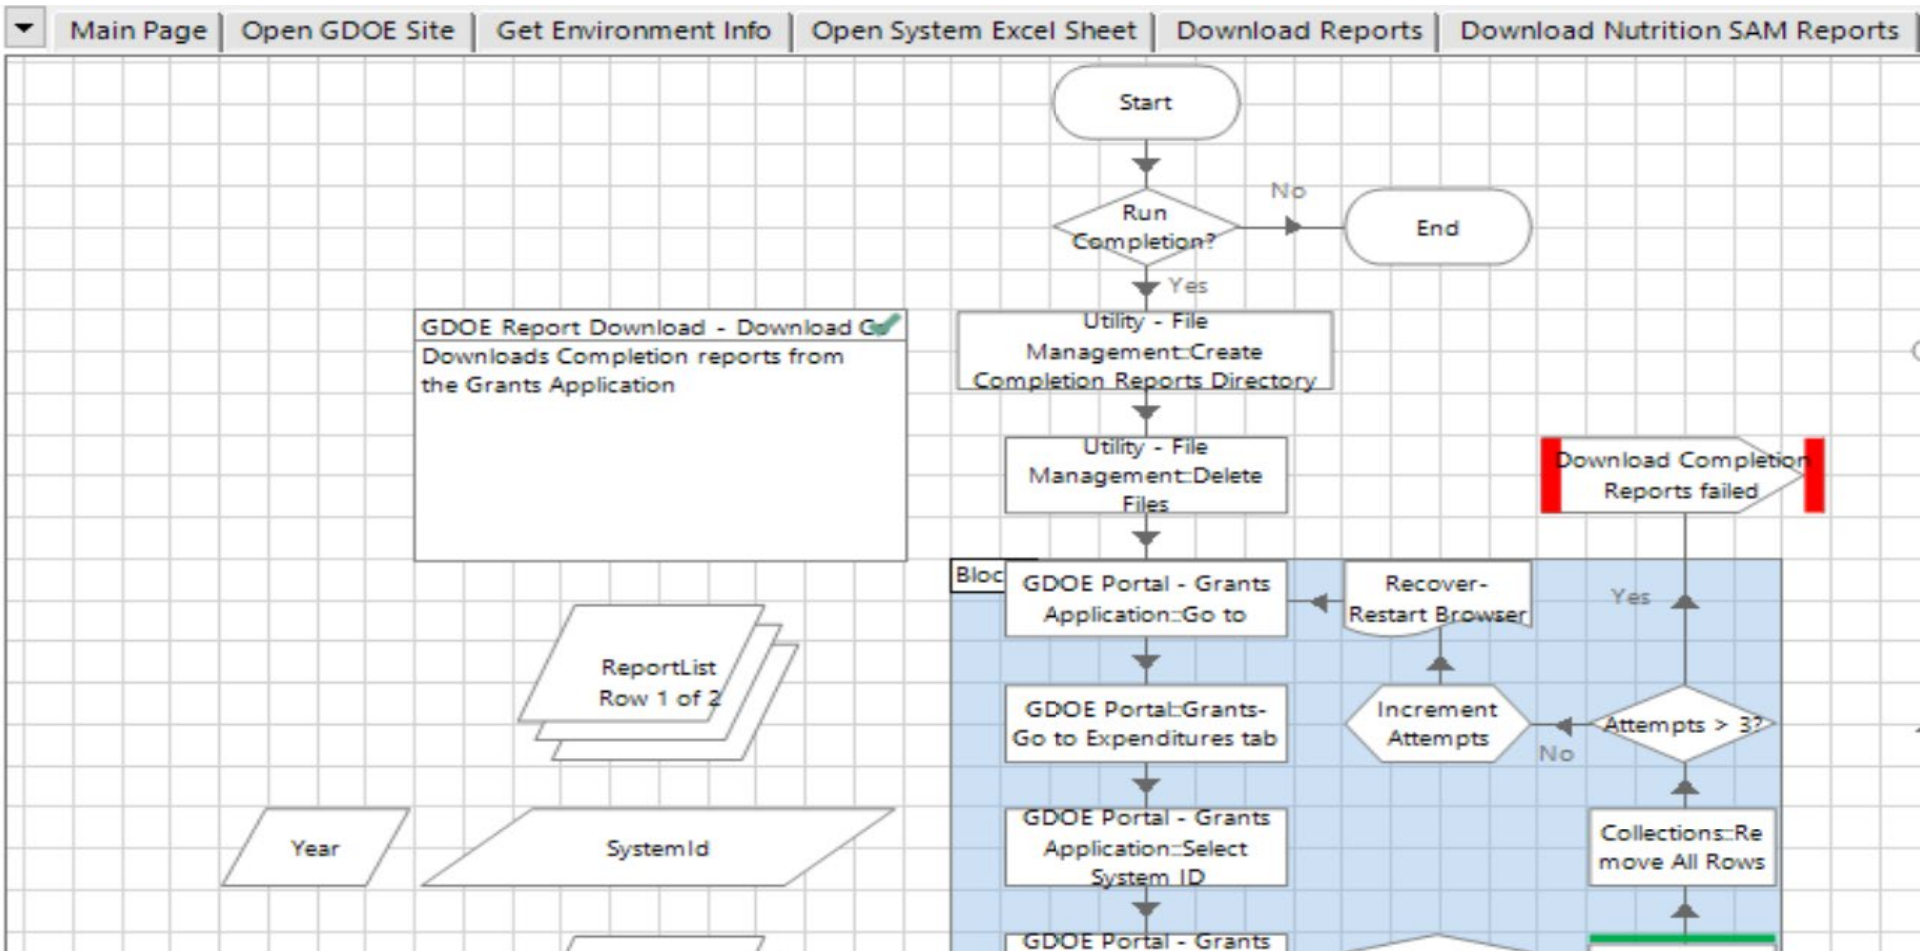 Main Page
Open GDOE Site
Get Environment Info
Open System Excel Sheet
Download Reports
Download Nutrition SAM Reports
Start
Run
Completion?
No
End
Yes
GDOE Report Download - Download
Downloads Completion reports from
the Grants Application
Utility - File
Management::Create
Completion Reports Directory
Utility - File
Management::Delete
Files
Download Completion
Reports failed
Bloc
GDOE Portal - Grants
Application::Go to
Recover-
Restart Browser
Yes
ReportList
Row 1 of 2
GDOE Portal::Grants-
Go to Expenditures tab
Increment
Attempts
Attempts > 3?
No
Year
SystemId
GDOE Portal - Grants
Application::Select
System ID
Collections::Re
move All Rows
GDOE Portal - Grants